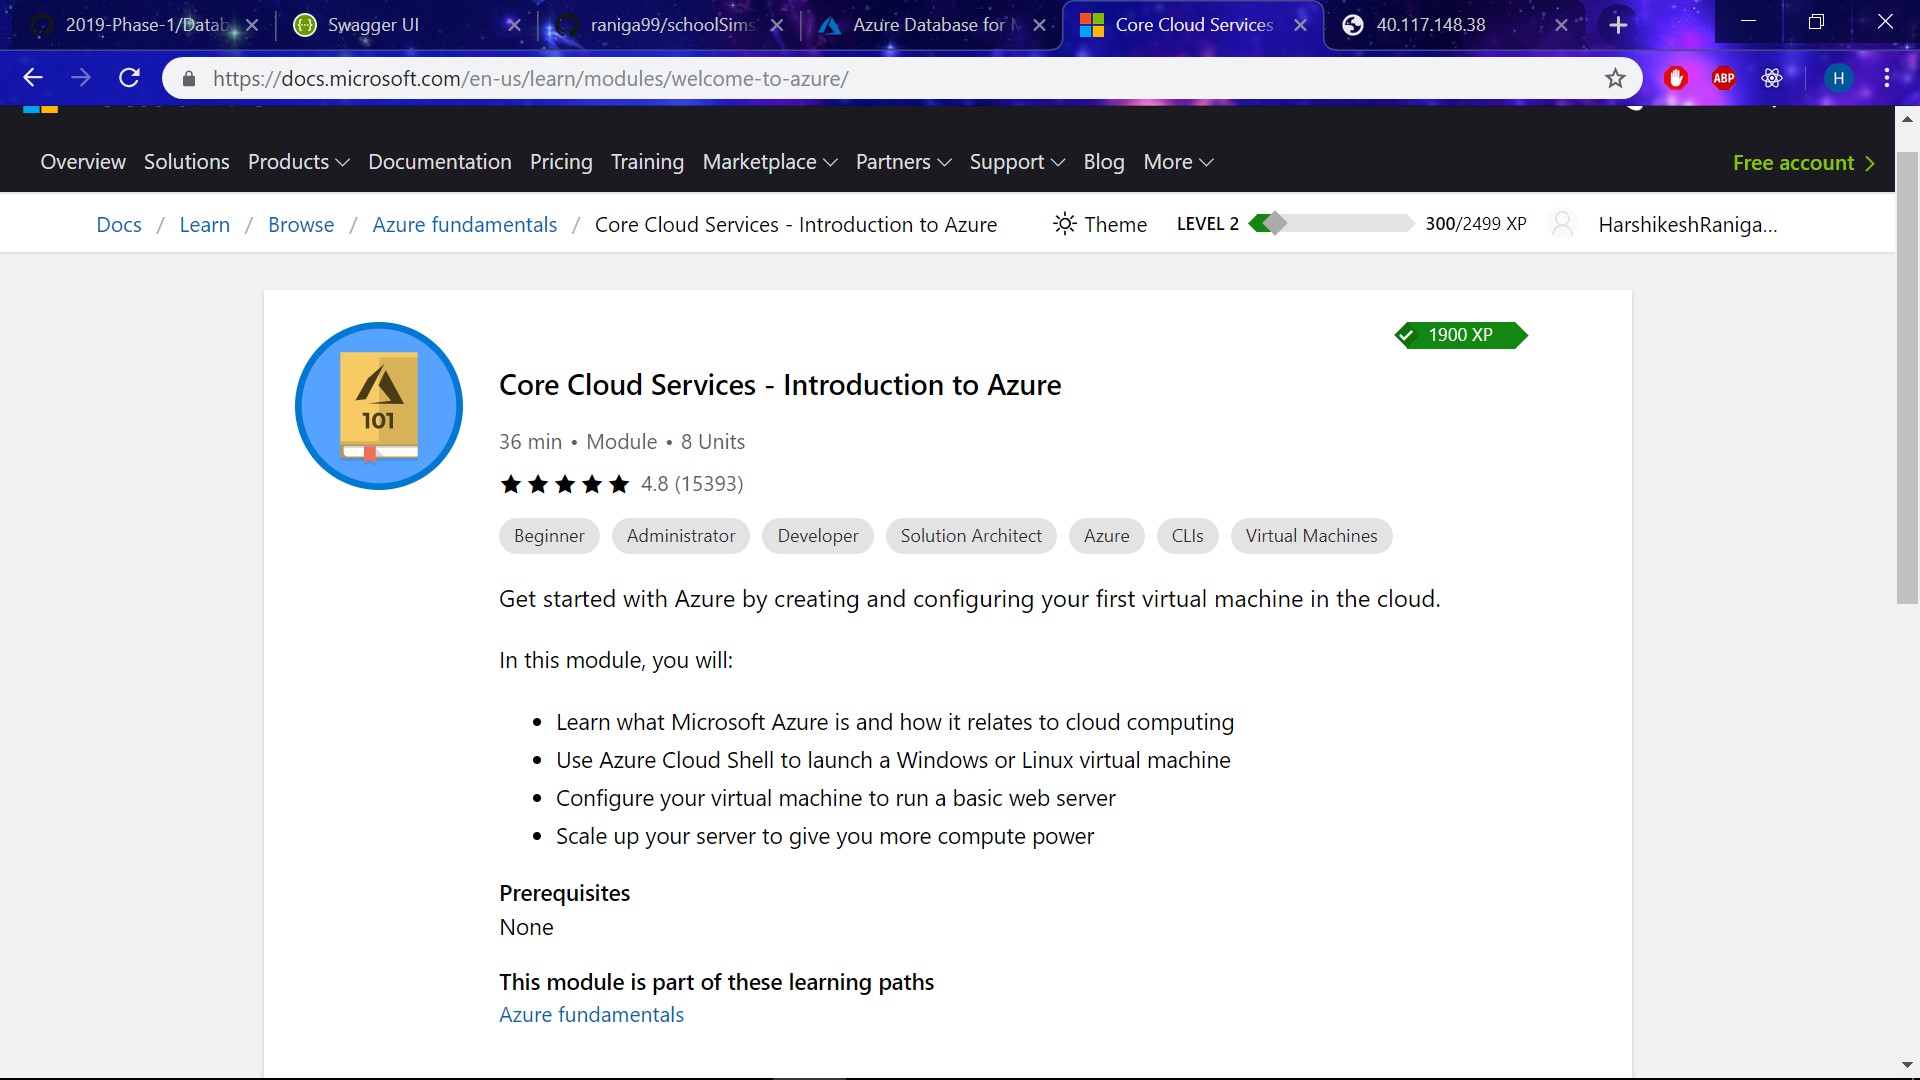 2019-Phase-1/Datab
Swagger UI
raniga99/schoolSims
Azure Database for M
Core Cloud Services
40.117.148.38
https://docs.microsoft.com/en-us/learn/modules/welcome-to-azure/
ABP
H
Overview Solutions Products Documentation Pricing Training Marketplace Partners Support Blog More Free account
Docs / Learn / Browse / Azure fundamentals / Core Cloud Services - Introduction to Azure Theme LEVEL 2 300/2499 XP HarshikeshRaniga...
1900 XP
101
Core Cloud Services - Introduction to Azure
36 min • Module • 8 Units
4.8 (15393)
Beginner Administrator Developer Solution Architect Azure CLIs Virtual Machines
Get started with Azure by creating and configuring your first virtual machine in the cloud.
In this module, you will:
• Learn what Microsoft Azure is and how it relates to cloud computing
• Use Azure Cloud Shell to launch a Windows or Linux virtual machine
• Configure your virtual machine to run a basic web server
• Scale up your server to give you more compute power
Prerequisites
None
This module is part of these learning paths
Azure fundamentals